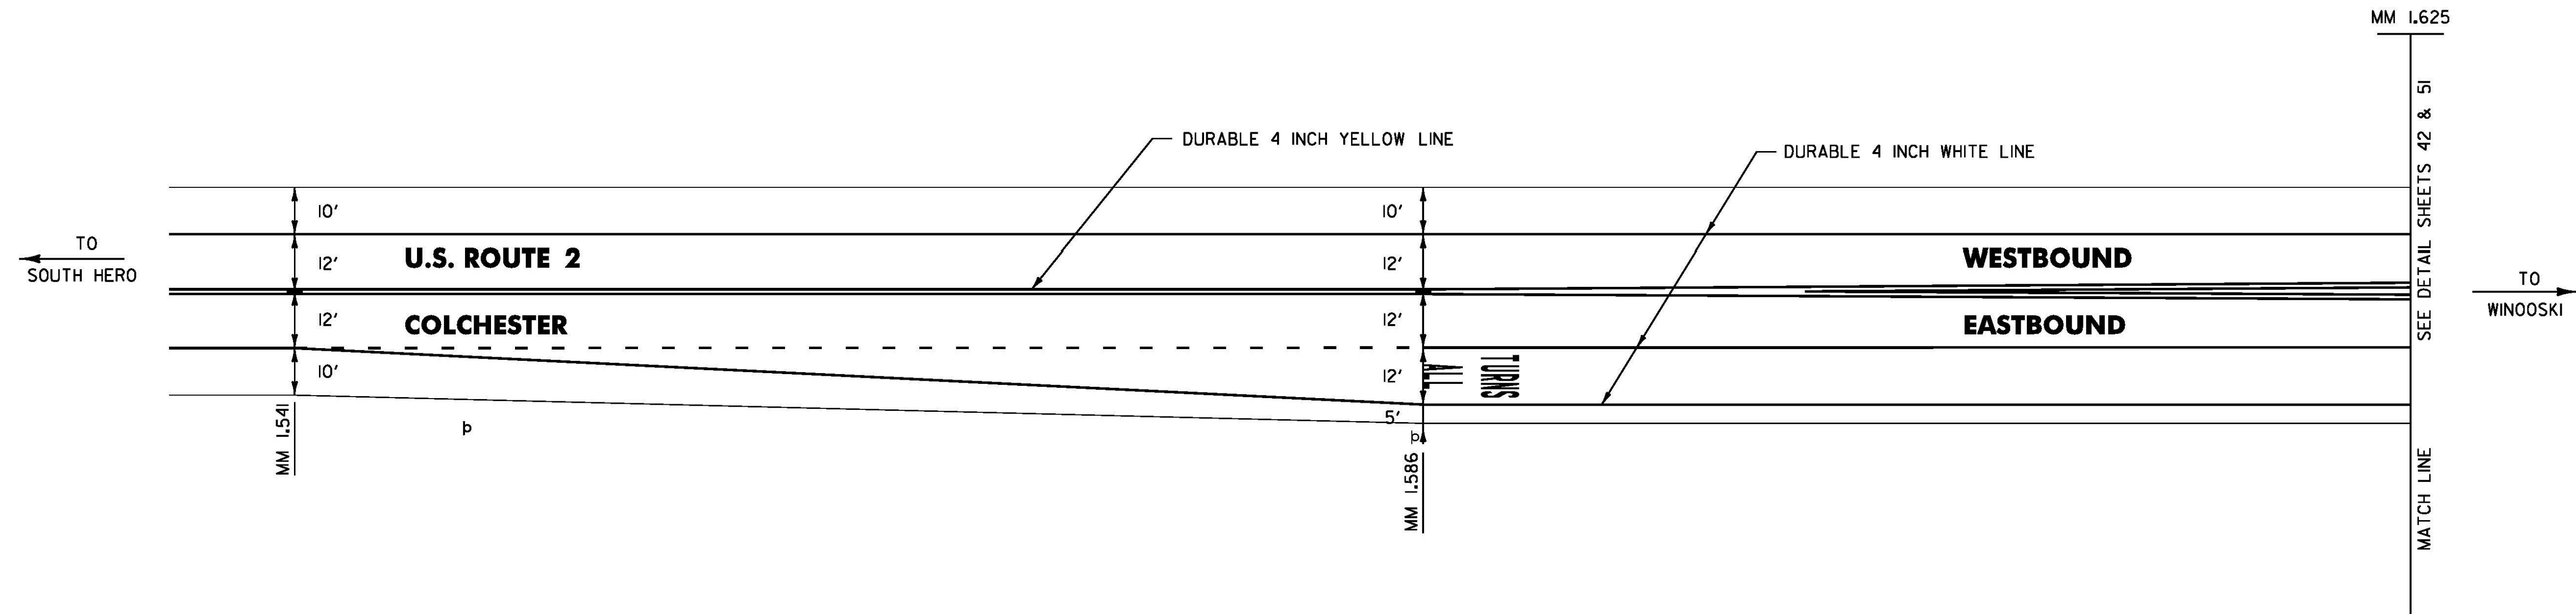 MM 1.625
SEE DETAIL SHEETS 42 & 51
MATCH LINE
DURABLE 4 INCH YELLOW LINE
DURABLE 4 INCH WHITE LINE
TO
SOUTH HERO
TO
WINOOSKI
10'
12'
12'
10'
U.S. ROUTE 2
COLCHESTER
10'
12'
12'
12'
5'
WESTBOUND
EASTBOUND
ALL
TURNS
MM 1.541
MM 1.586